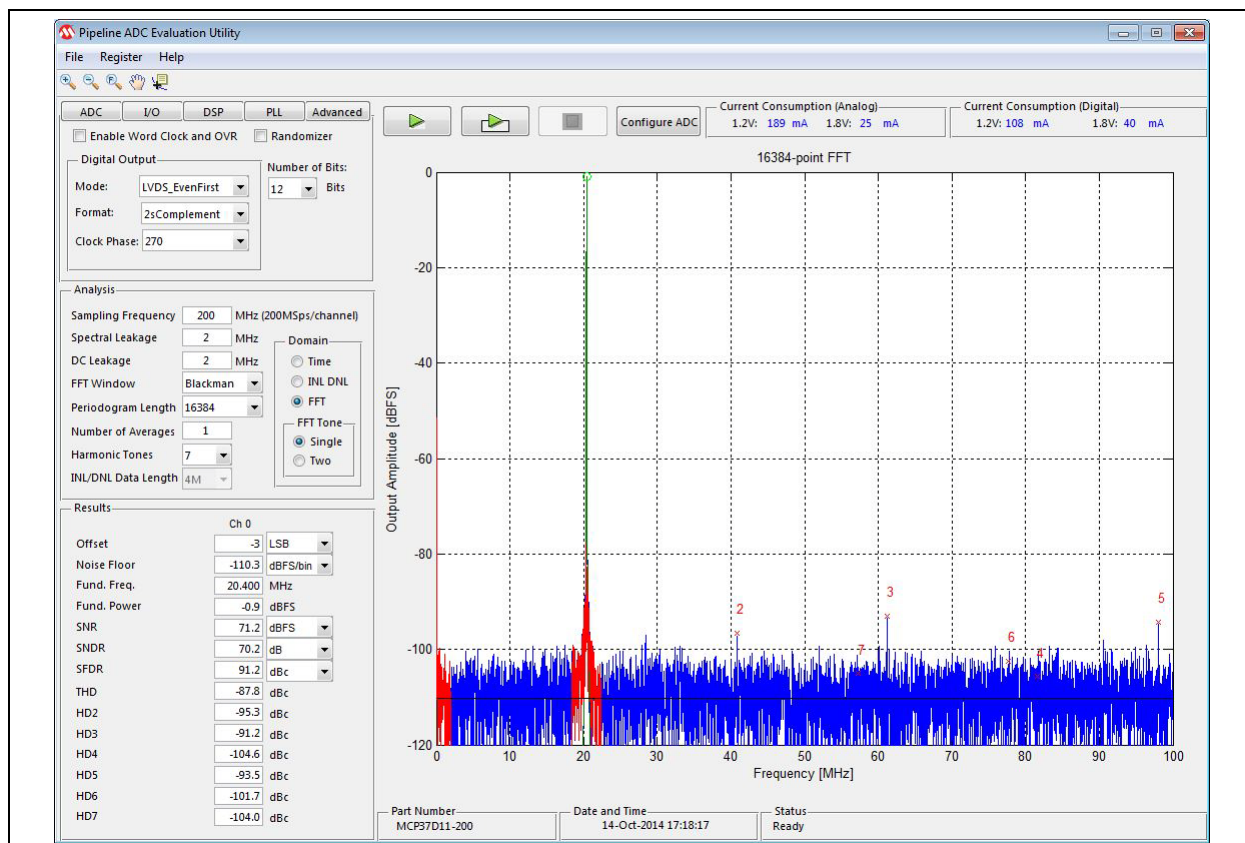 Pipeline ADC Evaluation Utility
File Register Help
ADC I/O DSP PLL Advanced
Enable Word Clock and OVR Randomizer
Digital Output
Mode: LVDS_EvenFirst
Format: 2sComplement
Clock Phase: 270
Number of Bits:
12 Bits
Configure ADC
Current Consumption (Analog)
1.2V: 189 mA 1.8V: 25 mA
Current Consumption (Digital)
1.2V: 108 mA 1.8V: 40 mA
Analysis
Sampling Frequency 200 MHz (200MSps/channel)
Spectral Leakage 2 MHz
DC Leakage 2 MHz
FFT Window Blackman
Periodogram Length 16384
Number of Averages 1
Harmonic Tones 7
INL/DNL Data Length 4M
Domain
Time
INL DNL
FFT
FFT Tone
Single
Two
Results
Ch 0
Offset -3 LSB
Noise Floor -110.3 dBFS/bin
Fund. Freq. 20.400 MHz
Fund. Power -0.9 dBFS
SNR 71.2 dBFS
SNDR 70.2 dB
SFDR 91.2 dBc
THD -87.8 dBc
HD2 -95.3 dBc
HD3 -91.2 dBc
HD4 -104.6 dBc
HD5 -93.5 dBc
HD6 -101.7 dBc
HD7 -104.0 dBc
16384-point FFT
Output Amplitude [dBFS]
0
-20
-40
-60
-80
-100
-120
2
3
5
6
7
4
0 10 20 30 40 50 60 70 80 90 100
Frequency [MHz]
Part Number
MCP37D11-200
Date and Time
14-Oct-2014 17:18:17
Status
Ready